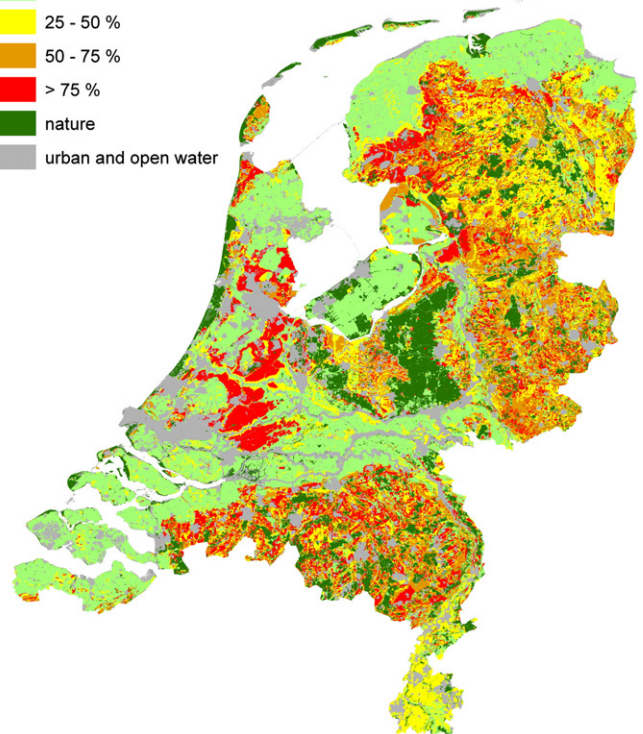 25 - 50 %
50 - 75 %
> 75 %
nature
urban and open water